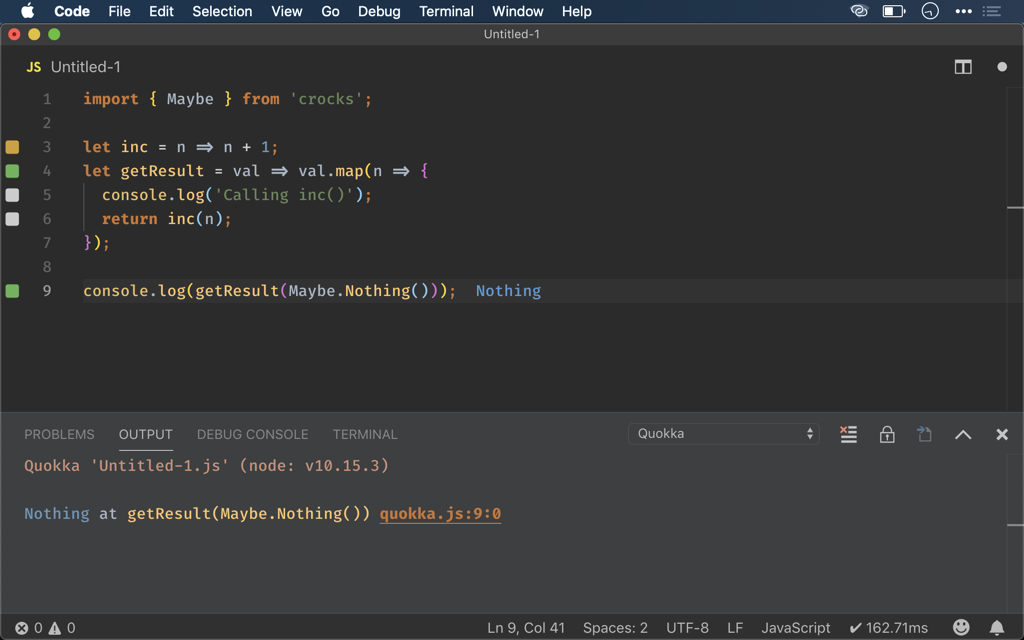 Code File Edit Selection View Go Debug Terminal Window Help
Untitled-1
JS Untitled-1
1 import { Maybe } from 'crocks';
2
3 let inc = n => n + 1;
4 let getResult = val => val.map(n => {
5 console.log('Calling inc()');
6 return inc(n);
7 });
8
9 console.log(getResult(Maybe.Nothing())); Nothing
PROBLEMS OUTPUT DEBUG CONSOLE TERMINAL Quokka
Quokka 'Untitled-1.js' (node: v10.15.3)
Nothing at getResult(Maybe.Nothing()) quokka.js:9:0
0 0 Ln 9, Col 41 Spaces: 2 UTF-8 LF JavaScript ✔ 162.71ms